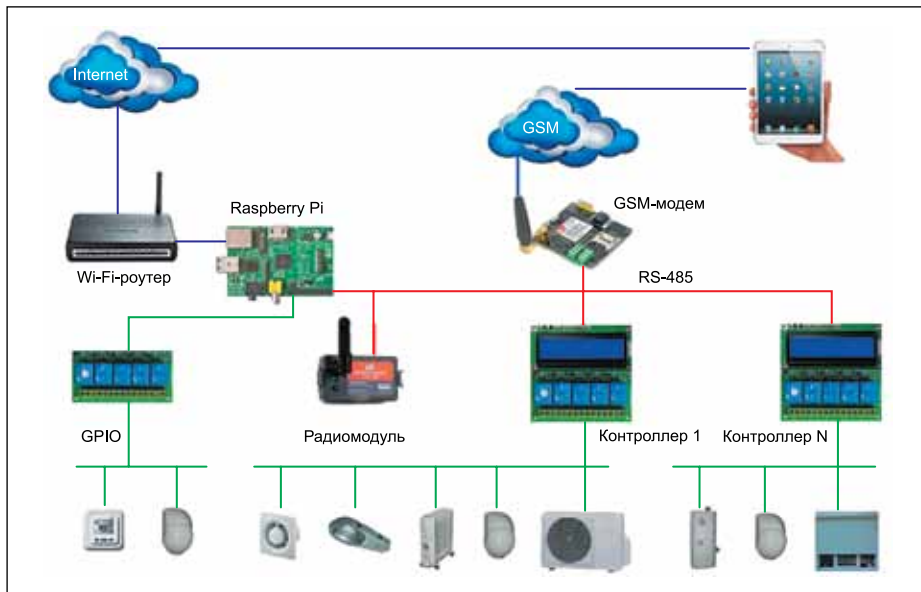 Internet
GSM
Raspberry Pi
GSM-модем
Wi-Fi-роутер
RS-485
GPIO
Радиомодуль
Контроллер 1
Контроллер N